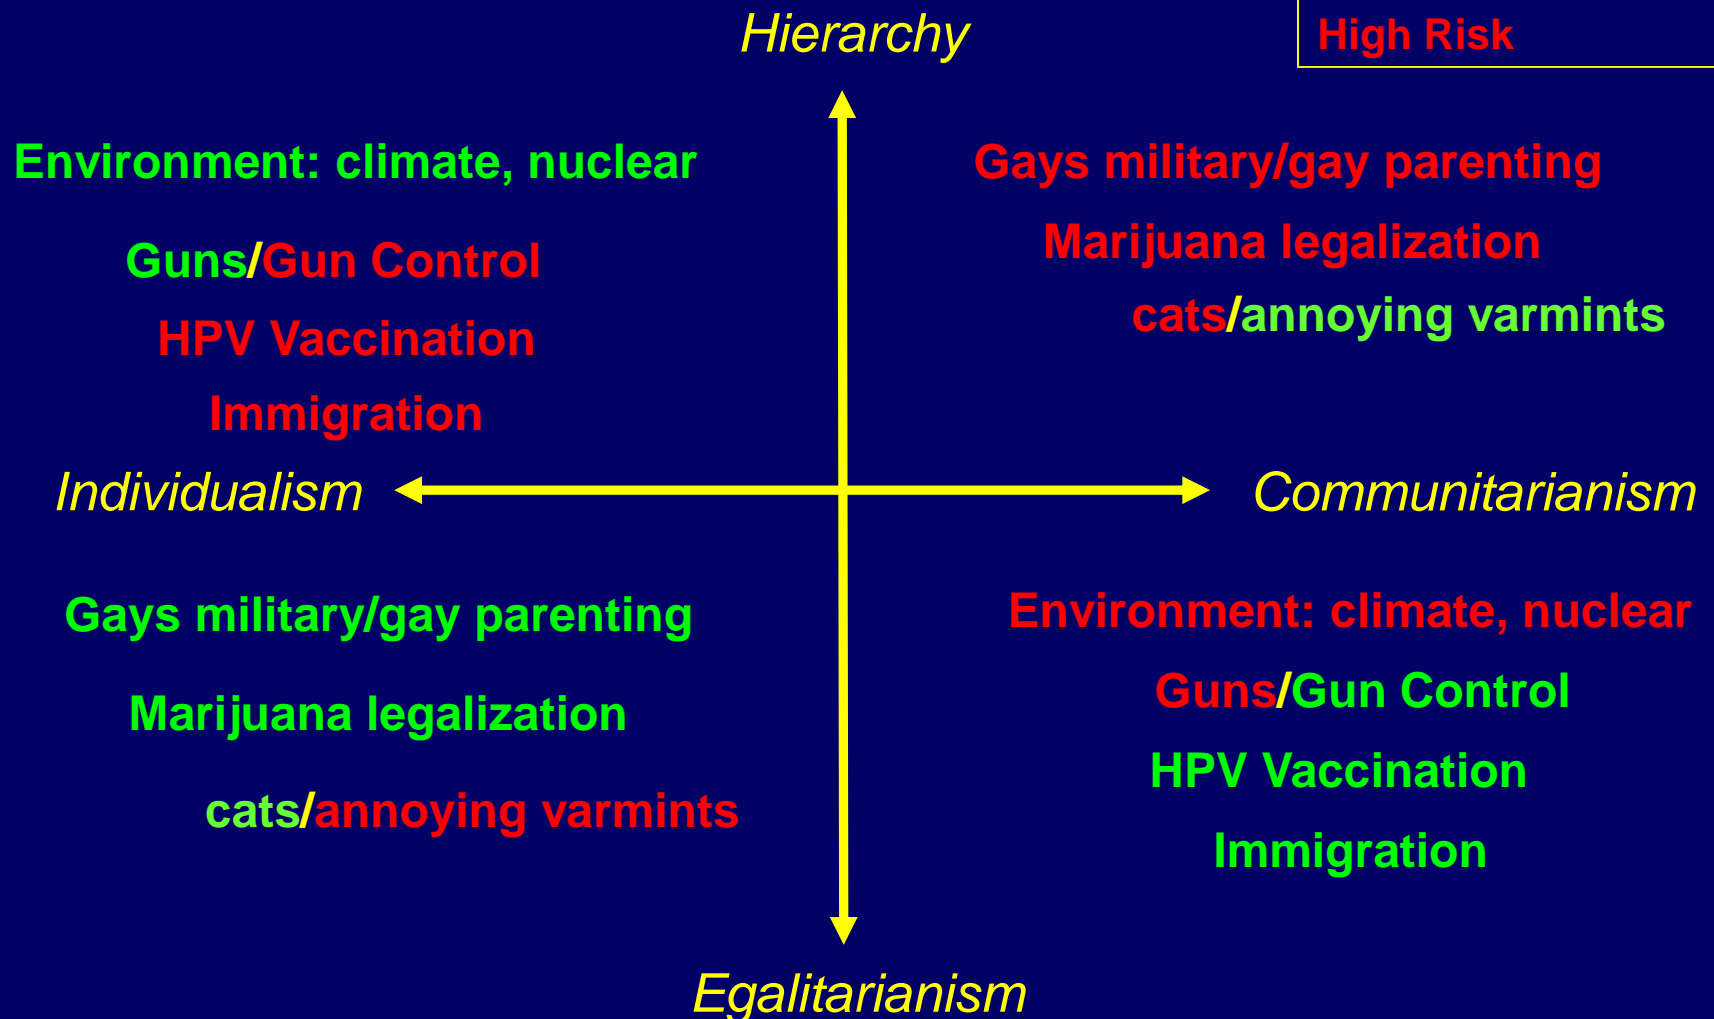 Hierarchy
High Risk
Environment: climate, nuclear
Guns/Gun Control
HPV Vaccination
Immigration
Gays military/gay parenting
Marijuana legalization
cats/annoying varmints
Individualism
Communitarianism
Gays military/gay parenting
Marijuana legalization
cats/annoying varmints
Environment: climate, nuclear
Guns/Gun Control
HPV Vaccination
Immigration
Egalitarianism